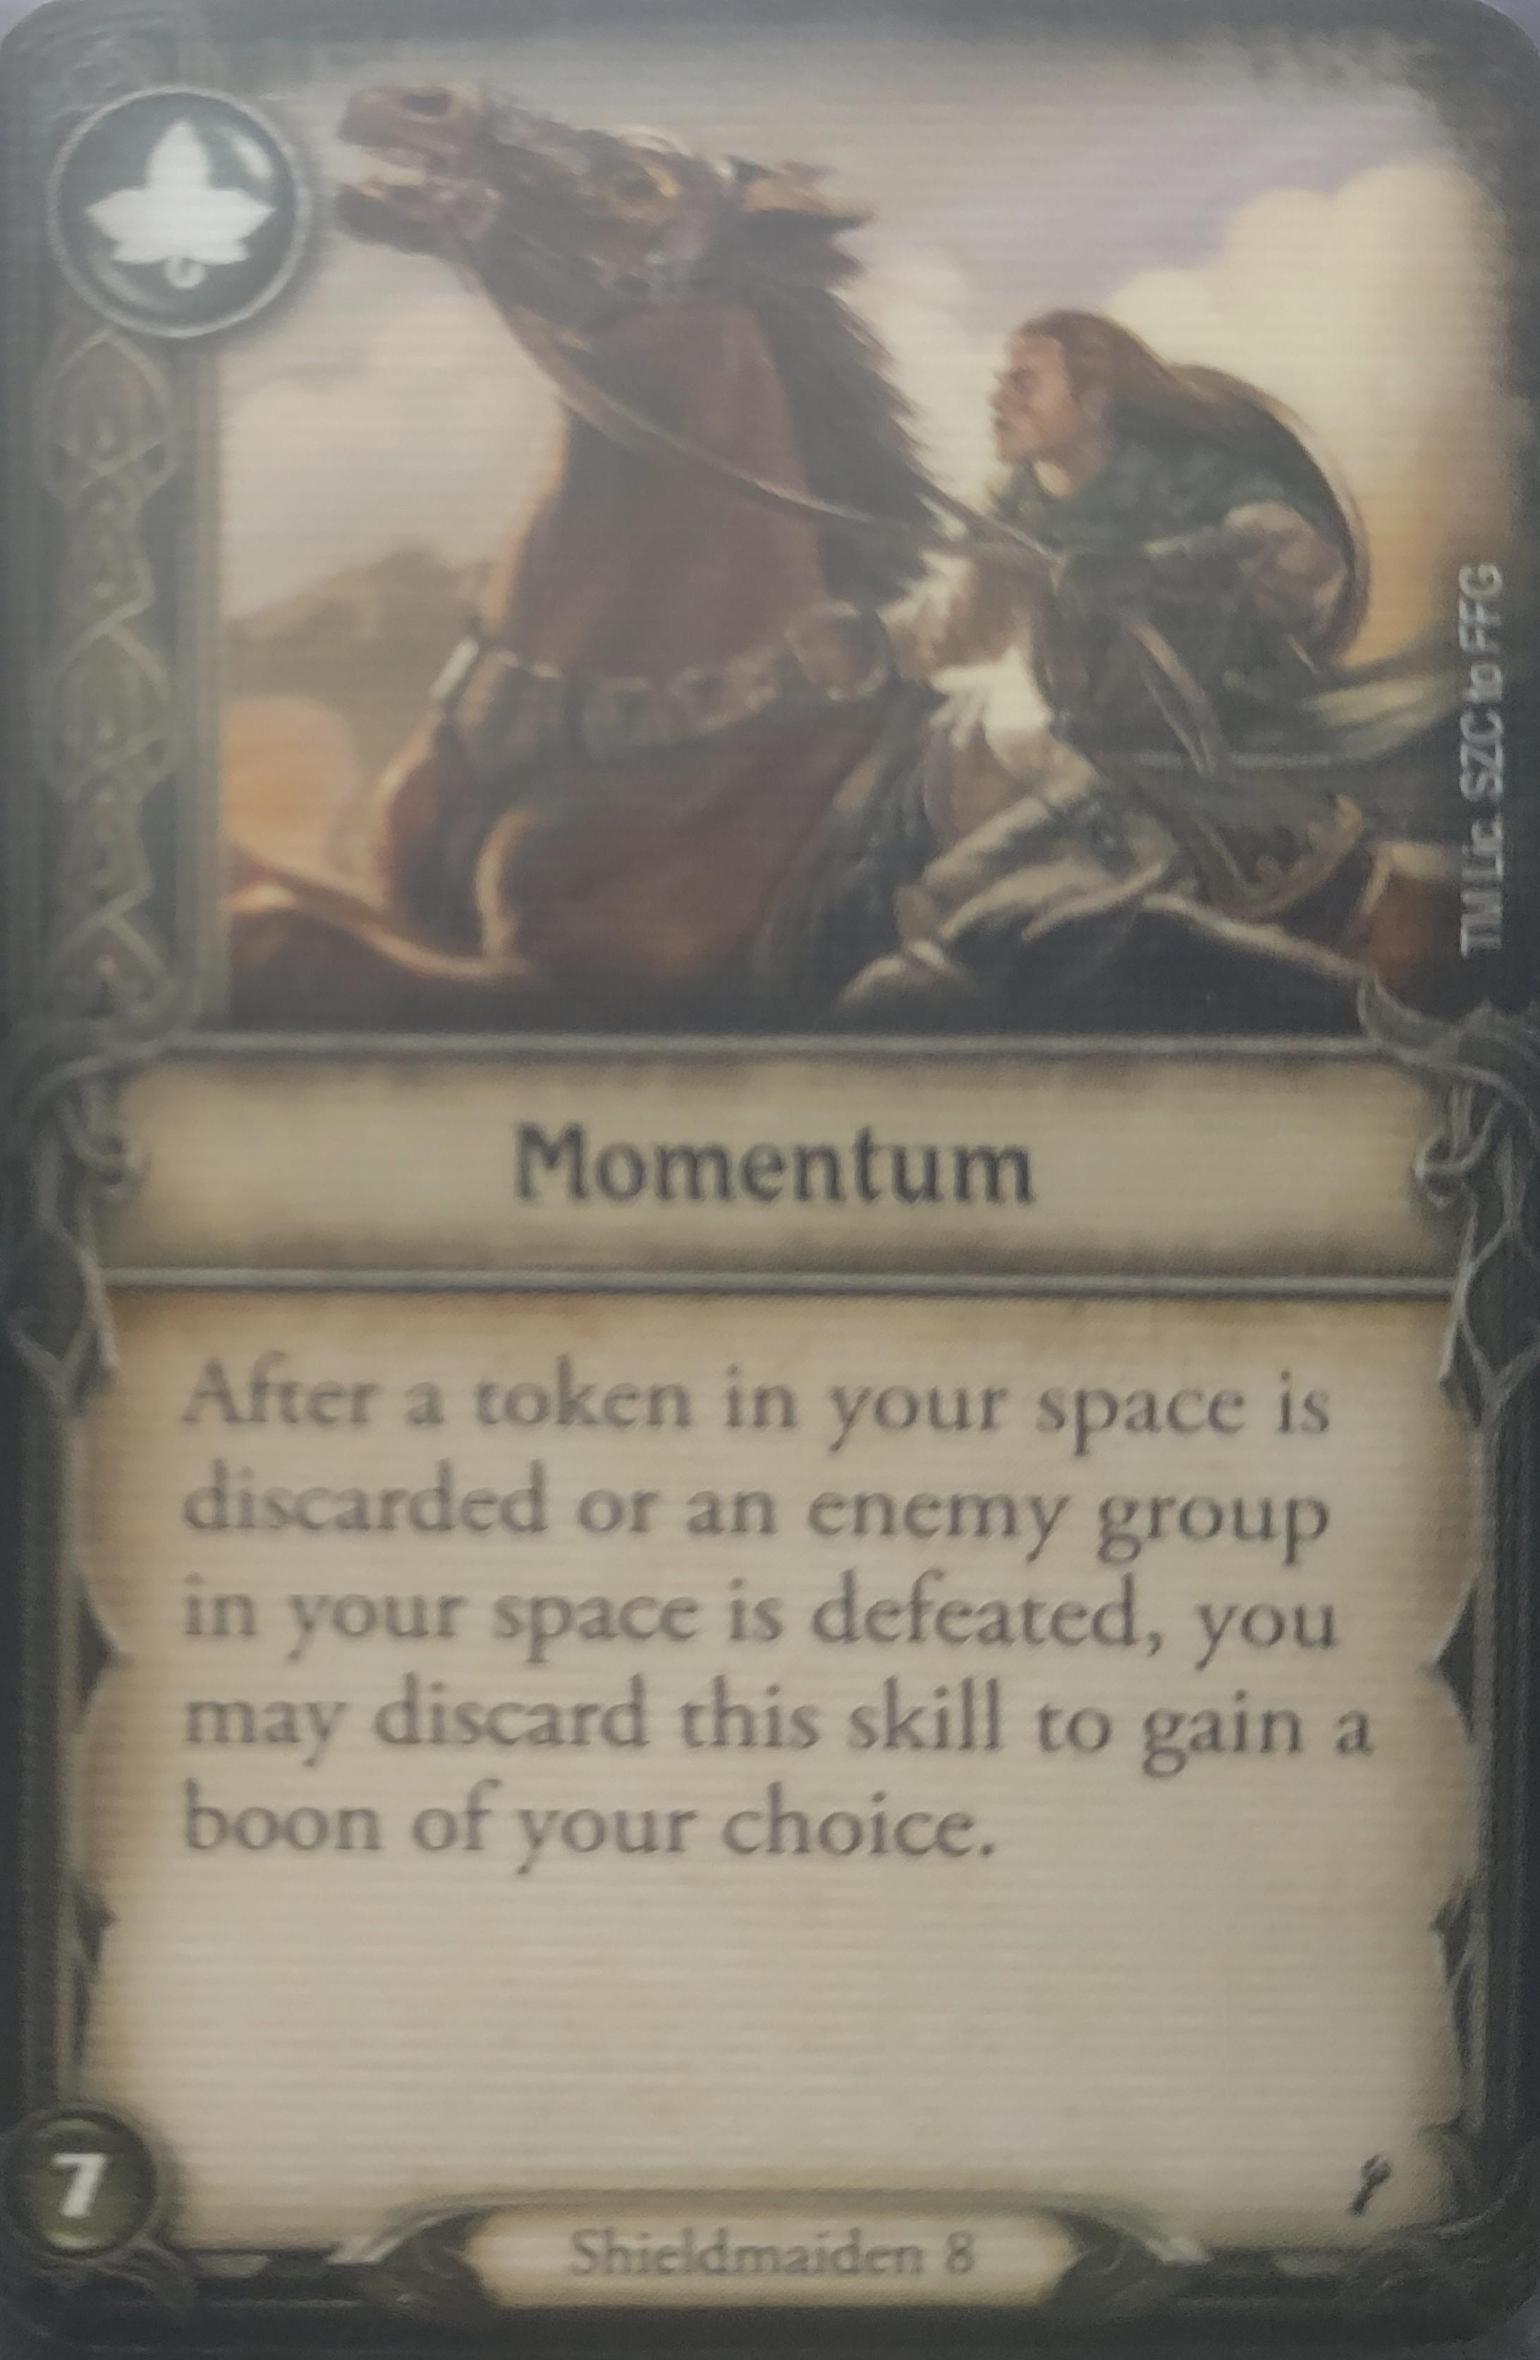 TM Lic. SZC to FFG
Momentum
After a token in your space is
discarded or an enemy group
in your space is defeated, you
may discard this skill to gain a
boon of your choice.
7
Shieldmaiden 8